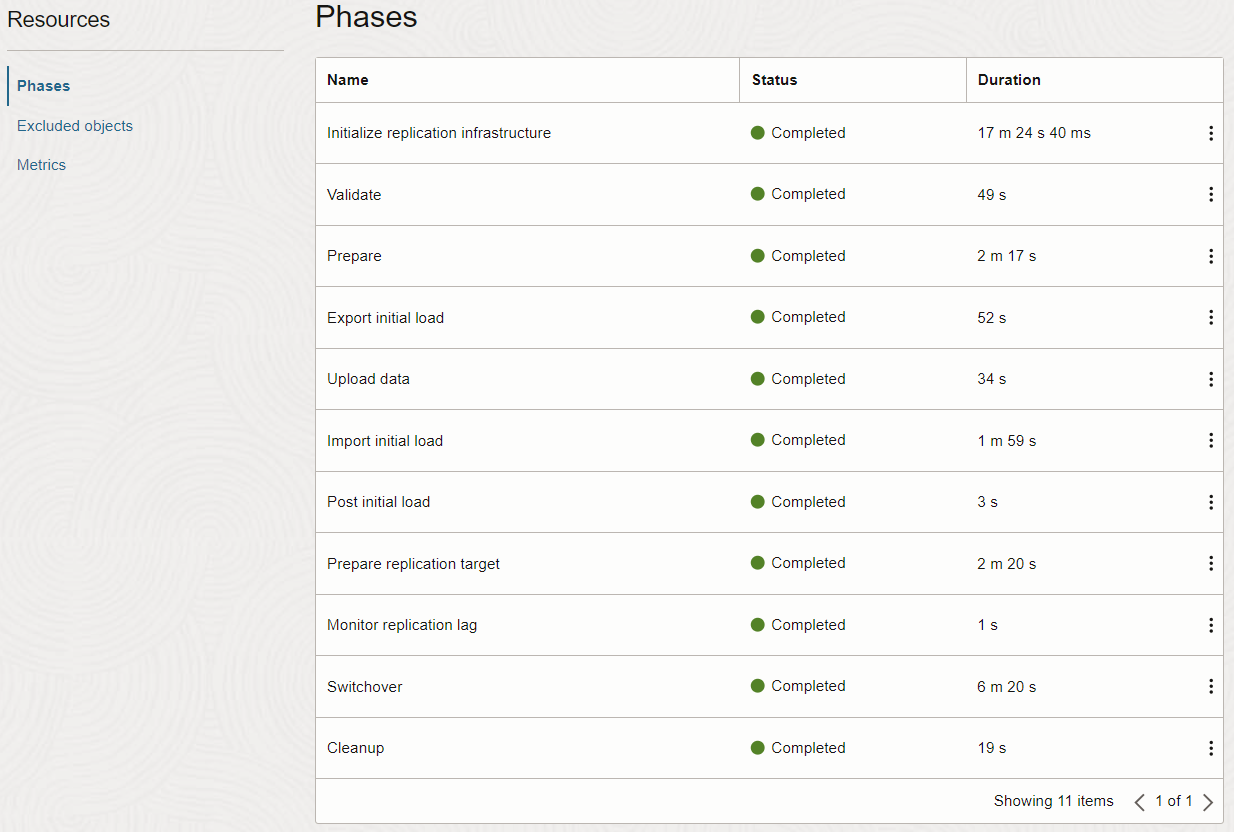 Resources
Phases
Excluded objects
Metrics
Phases
Name Status Duration
Initialize replication infrastructure Completed 17 m 24 s 40 ms
Validate Completed 49 s
Prepare Completed 2 m 17 s
Export initial load Completed 52 s
Upload data Completed 34 s
Import initial load Completed 1 m 59 s
Post initial load Completed 3 s
Prepare replication target Completed 2 m 20 s
Monitor replication lag Completed 1 s
Switchover Completed 6 m 20 s
Cleanup Completed 19 s
Showing 11 items 1 of 1